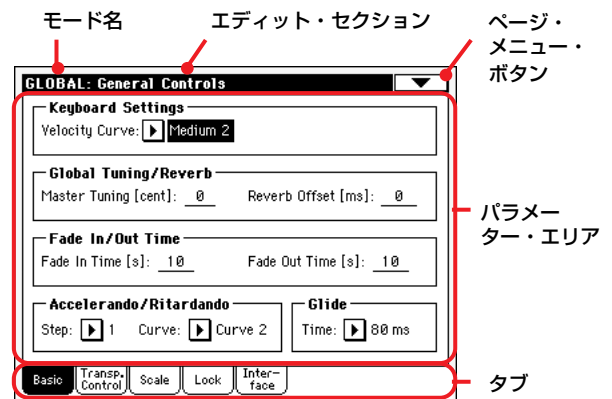 モード名
エディット・セクション
ページ・
メニュー・
ボタン
GLOBAL: General Controls
Keyboard Settings
Velocity Curve: Medium 2
Global Tuning/Reverb
Master Tuning [cent]: 0 Reverb Offset [ms]: 0
Fade In/Out Time
Fade In Time [s]: 10 Fade Out Time [s]: 10
Accelerando/Ritardando
Step: 1 Curve: Curve 2
Glide
Time: 80 ms
パラメー
ター・エリア
Basic
Transp.
Control
Scale
Lock
Inter-
face
タブ